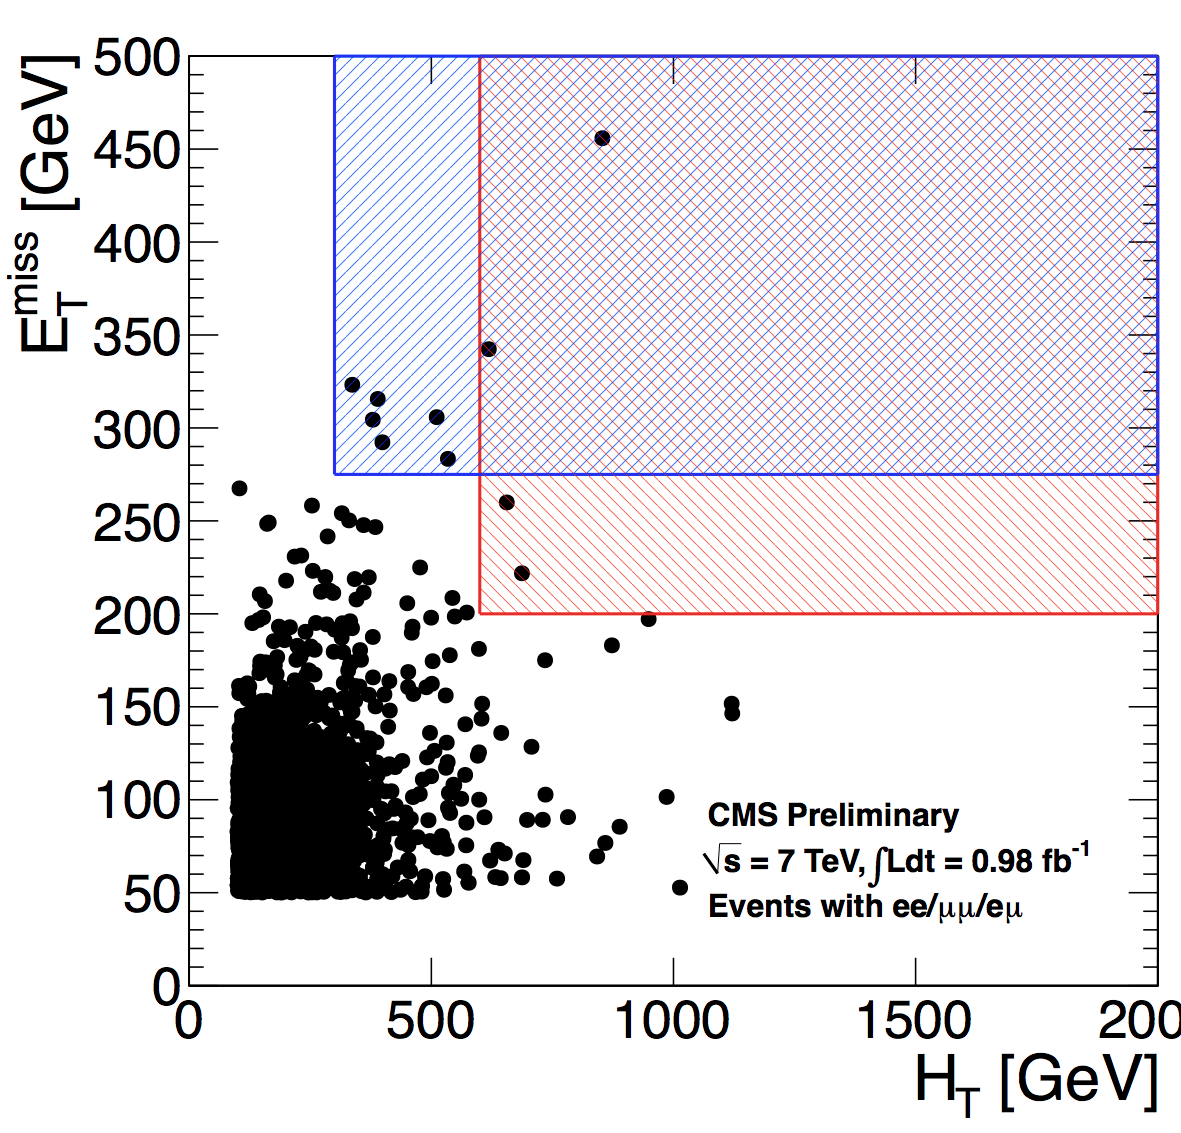 500
450
400
350
300
250
200
150
100
50
0
E_T^miss [GeV]
CMS Preliminary
√s = 7 TeV, ∫Ldt = 0.98 fb⁻¹
Events with ee/μμ/eμ
0 500 1000 1500 200
H_T [GeV]